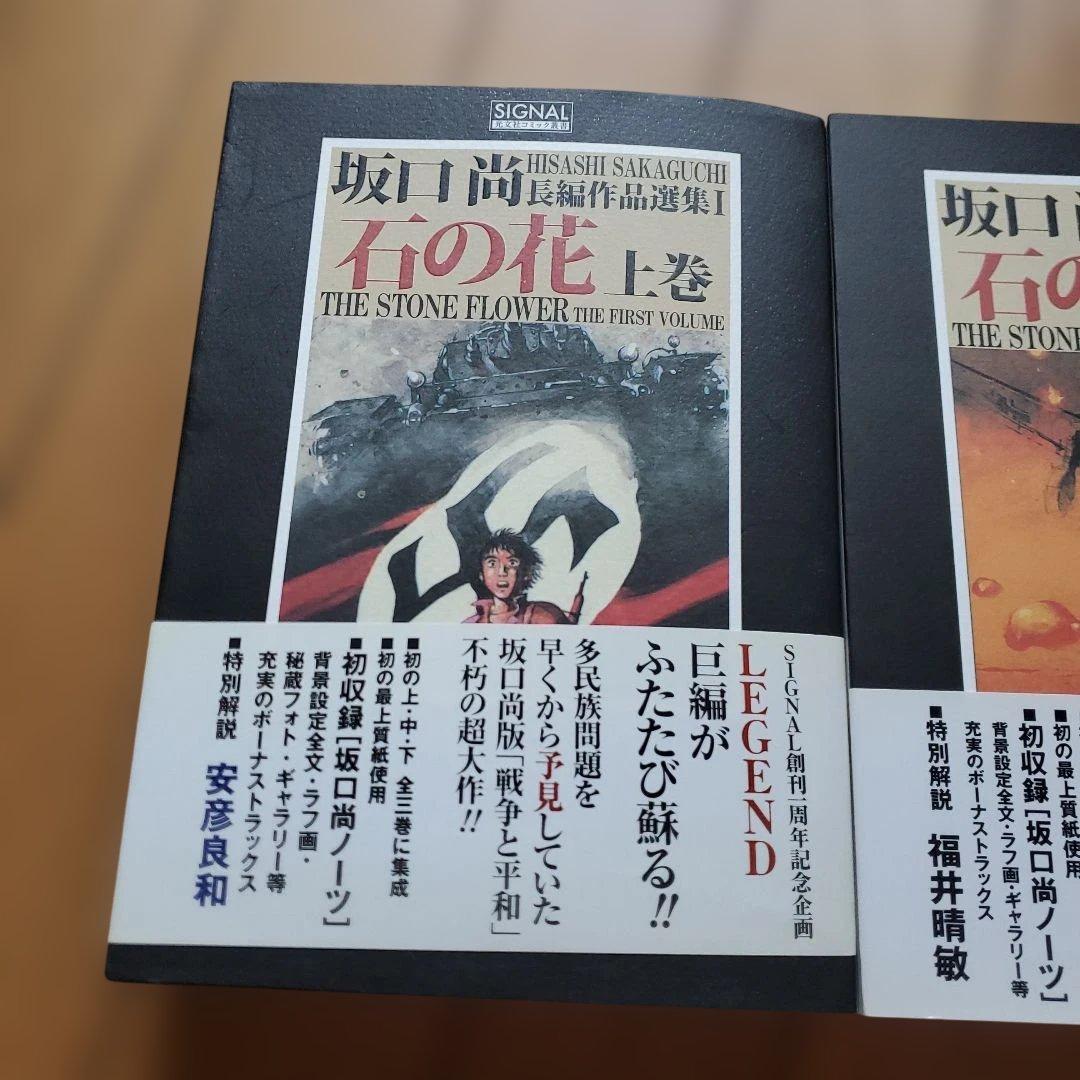 SIGNAL
光文社コミック叢書
坂口 尚
HISASHI SAKAGUCHI
長編作品選集I
石の花 上巻
THE STONE FLOWER THE FIRST VOLUME
SIGNAL創刊一周年記念企画
LEGEND
巨編が
ふたたび蘇る!!
多民族問題を
早くから予見していた
坂口尚版「戦争と平和」
不朽の超大作!!
■初の上・中・下 全三巻に集成
■初の最上質紙使用
■初収録[坂口尚ノーツ]
背景設定全文・ラフ画・
秘蔵フォト・ギャラリー等
充実のボーナストラックス
■特別解説 安彦良和
坂口
石の
THE STONE
■初の最上質紙使用
■初収録[坂口尚ノーツ]
背景設定全文・ラフ画・ギャラリー等
充実のボーナストラックス
■特別解説 福井晴敏